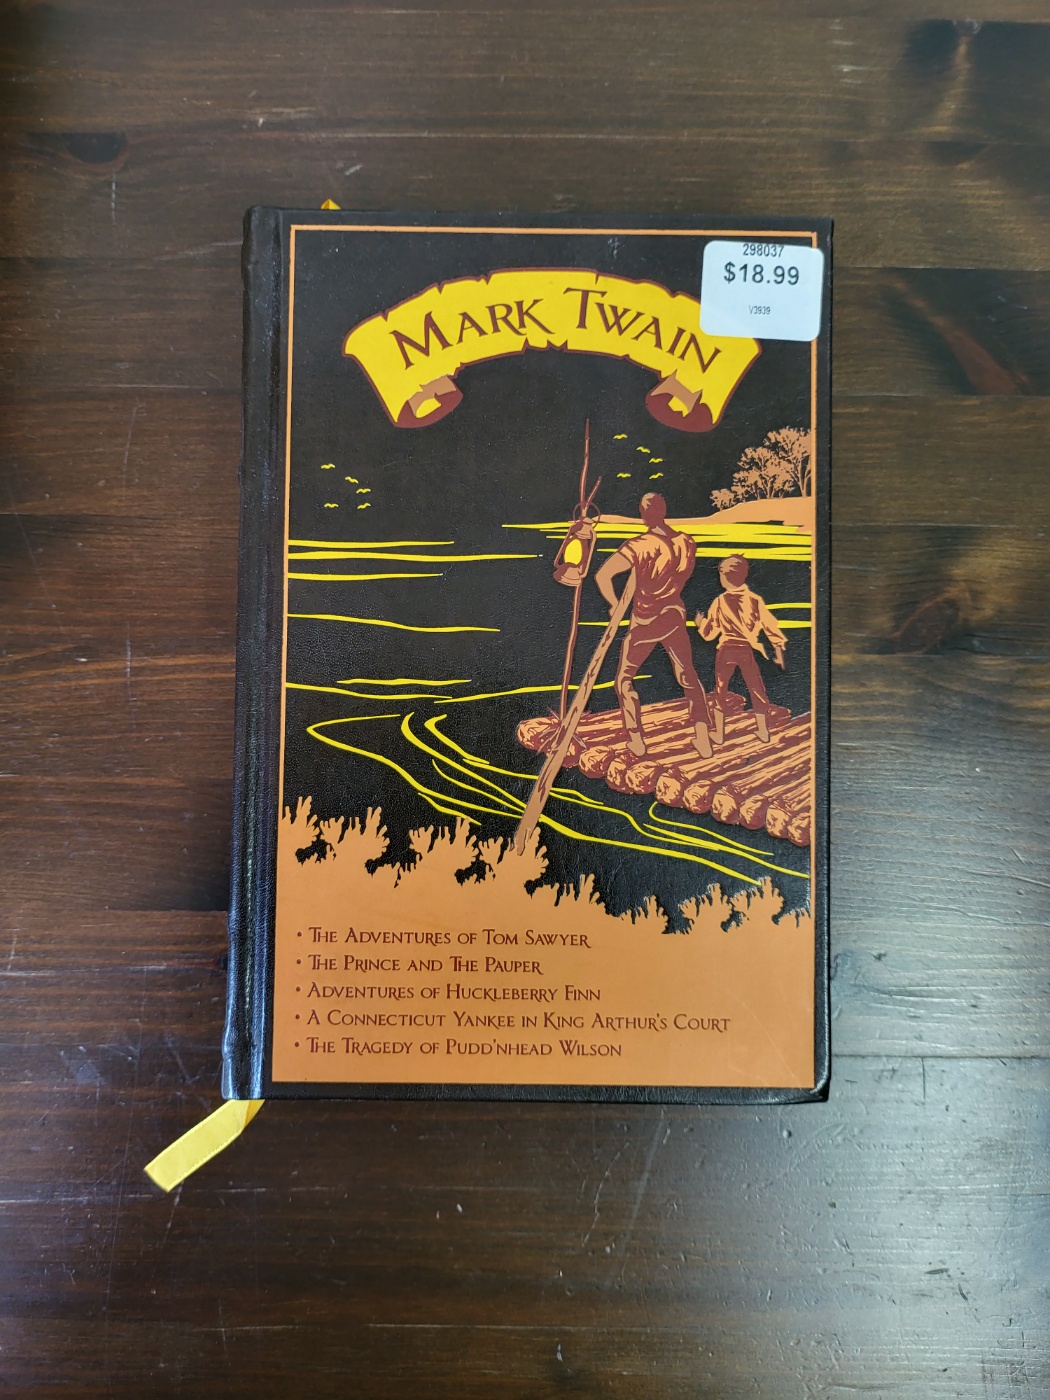 298037
$18.99
V3939
MARK TWAIN
• THE ADVENTURES OF TOM SAWYER
• THE PRINCE AND THE PAUPER
• ADVENTURES OF HUCKLEBERRY FINN
• A CONNECTICUT YANKEE IN KING ARTHUR'S COURT
• THE TRAGEDY OF PUDD'NHEAD WILSON